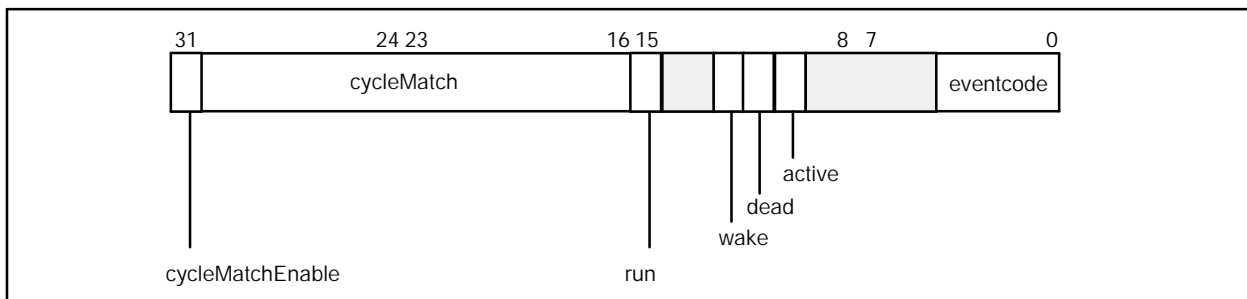 31 24 23 16 15 8 7 0
cycleMatch eventcode
active
dead
wake
cycleMatchEnable run